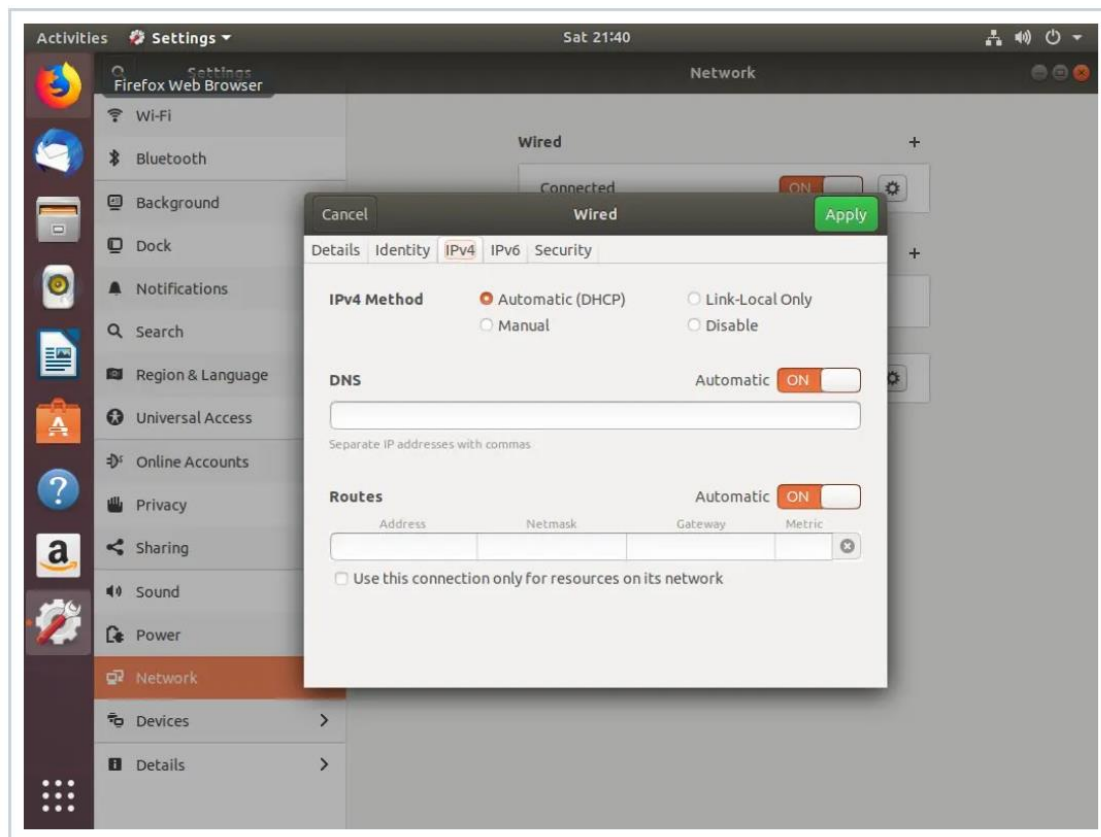 Activities Settings Sat 21:40
Settings Network
Firefox Web Browser
Wi-Fi
Bluetooth
Background
Dock
Notifications
Search
Region & Language
Universal Access
Online Accounts
Privacy
Sharing
Sound
Power
Network
Devices
Details
Wired
Connected ON
Cancel Wired Apply
Details Identity IPv4 IPv6 Security
IPv4 Method Automatic (DHCP) Link-Local Only
Manual Disable
DNS Automatic ON
Separate IP addresses with commas
Routes Automatic ON
Address Netmask Gateway Metric
Use this connection only for resources on its network